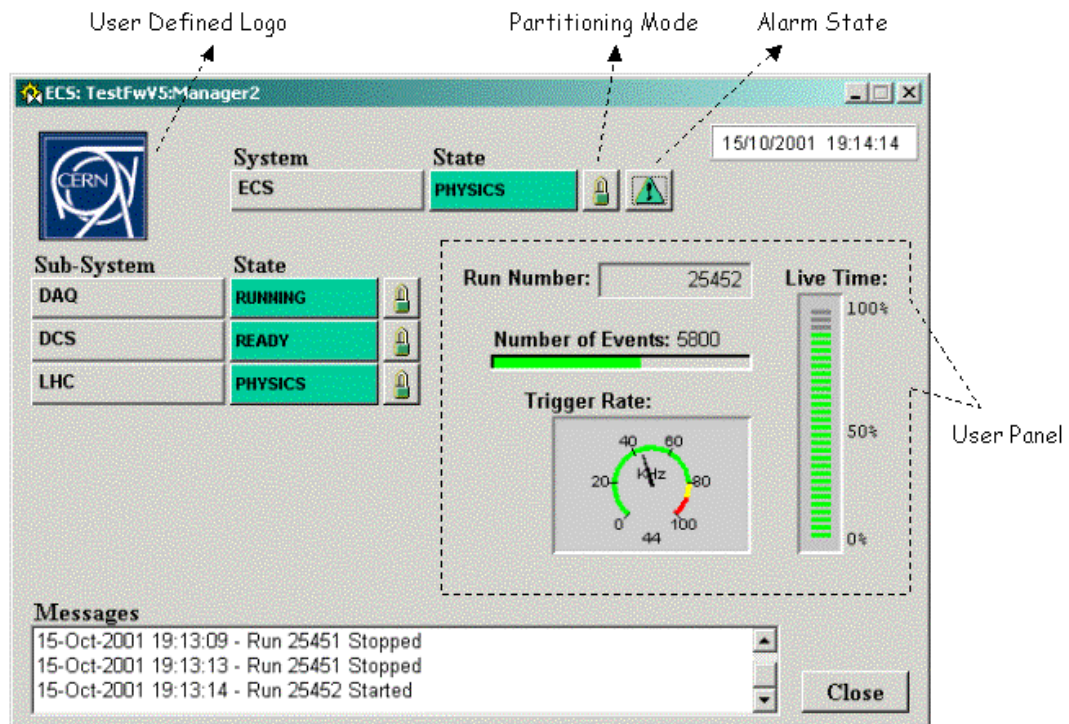 User Defined Logo
Partitioning Mode
Alarm State
ECS: TestFwV5:Manager2
15/10/2001 19:14:14
CERN
System
State
ECS
PHYSICS
Sub-System
State
DAQ
RUNNING
DCS
READY
LHC
PHYSICS
Run Number:
25452
Live Time:
100%
50%
0%
Number of Events: 5800
Trigger Rate:
40
60
KHz
20
80
0
100
44
User Panel
Messages
15-Oct-2001 19:13:09 - Run 25451 Stopped
15-Oct-2001 19:13:13 - Run 25451 Stopped
15-Oct-2001 19:13:14 - Run 25452 Started
Close